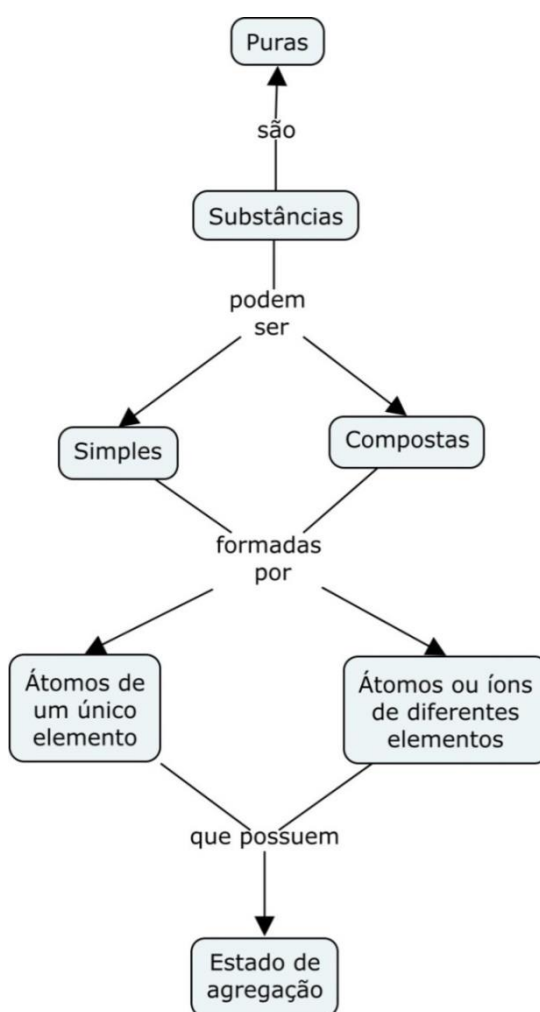 Puras
são
Substâncias
podem
ser
Simples
Compostas
formadas
por
Átomos de
um único
elemento
Átomos ou íons
de diferentes
elementos
que possuem
Estado de
agregação